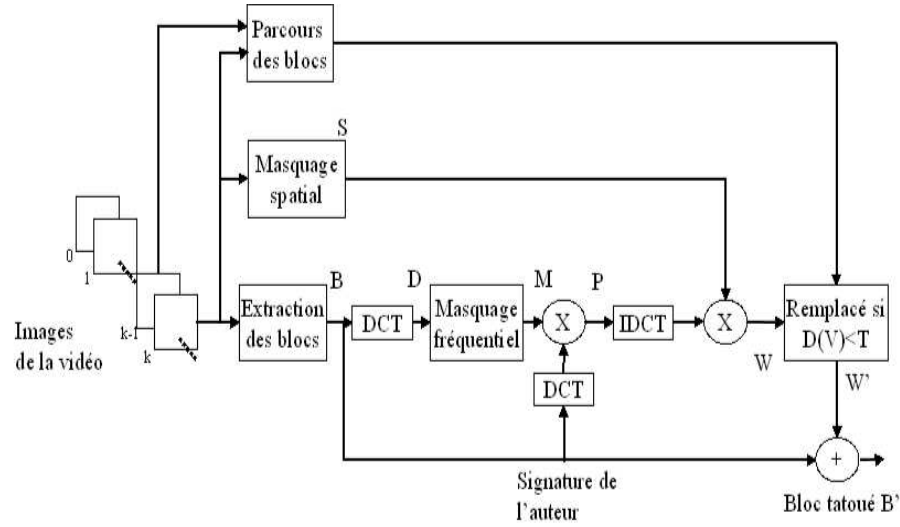 Parcours
des blocs
S
Masquage
spatial
0
1
k-1
k
Images
de la vidéo
Extraction
des blocs
B
DCT
D
Masquage
fréquentiel
M
X
P
IDCT
X
W
Remplacé si
D(V)<T
W'
DCT
+
Signature de
l'auteur
Bloc tatoué B'